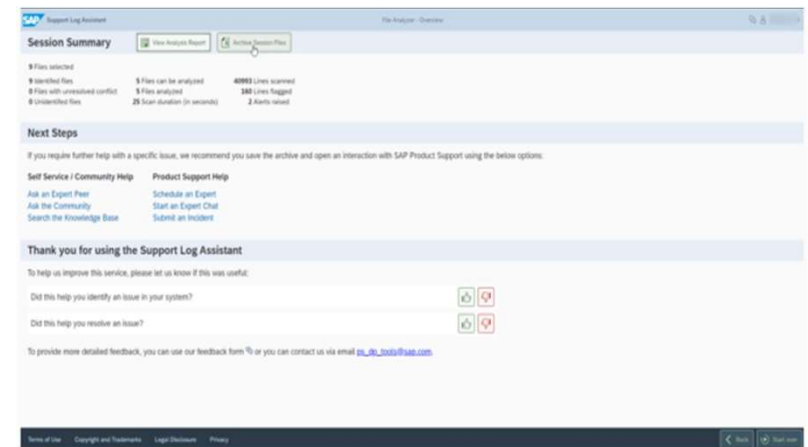 SAP Support Log Assistant File Analyzer - Overview
Session Summary View Analysis Report Archive Session Files
9 Files selected
9 Identified files 5 Files can be analyzed 40993 Lines scanned
0 Files with unresolved conflict 5 Files analyzed 160 Lines flagged
0 Unidentified files 25 Scan duration (in seconds) 2 Alerts raised
Next Steps
If you require further help with a specific issue, we recommend you save the archive and open an interaction with SAP Product Support using the below options:
Self Service / Community Help Product Support Help
Ask an Expert Peer Schedule an Expert
Ask the Community Start an Expert Chat
Search the Knowledge Base Submit an Incident
Thank you for using the Support Log Assistant
To help us improve this service, please let us know if this was useful:
Did this help you identify an issue in your system?
Did this help you resolve an issue?
To provide more detailed feedback, you can use our feedback form or you can contact us via email ps_dp_tools@sap.com.
Terms of Use Copyright and Trademarks Legal Disclosure Privacy Back Start over